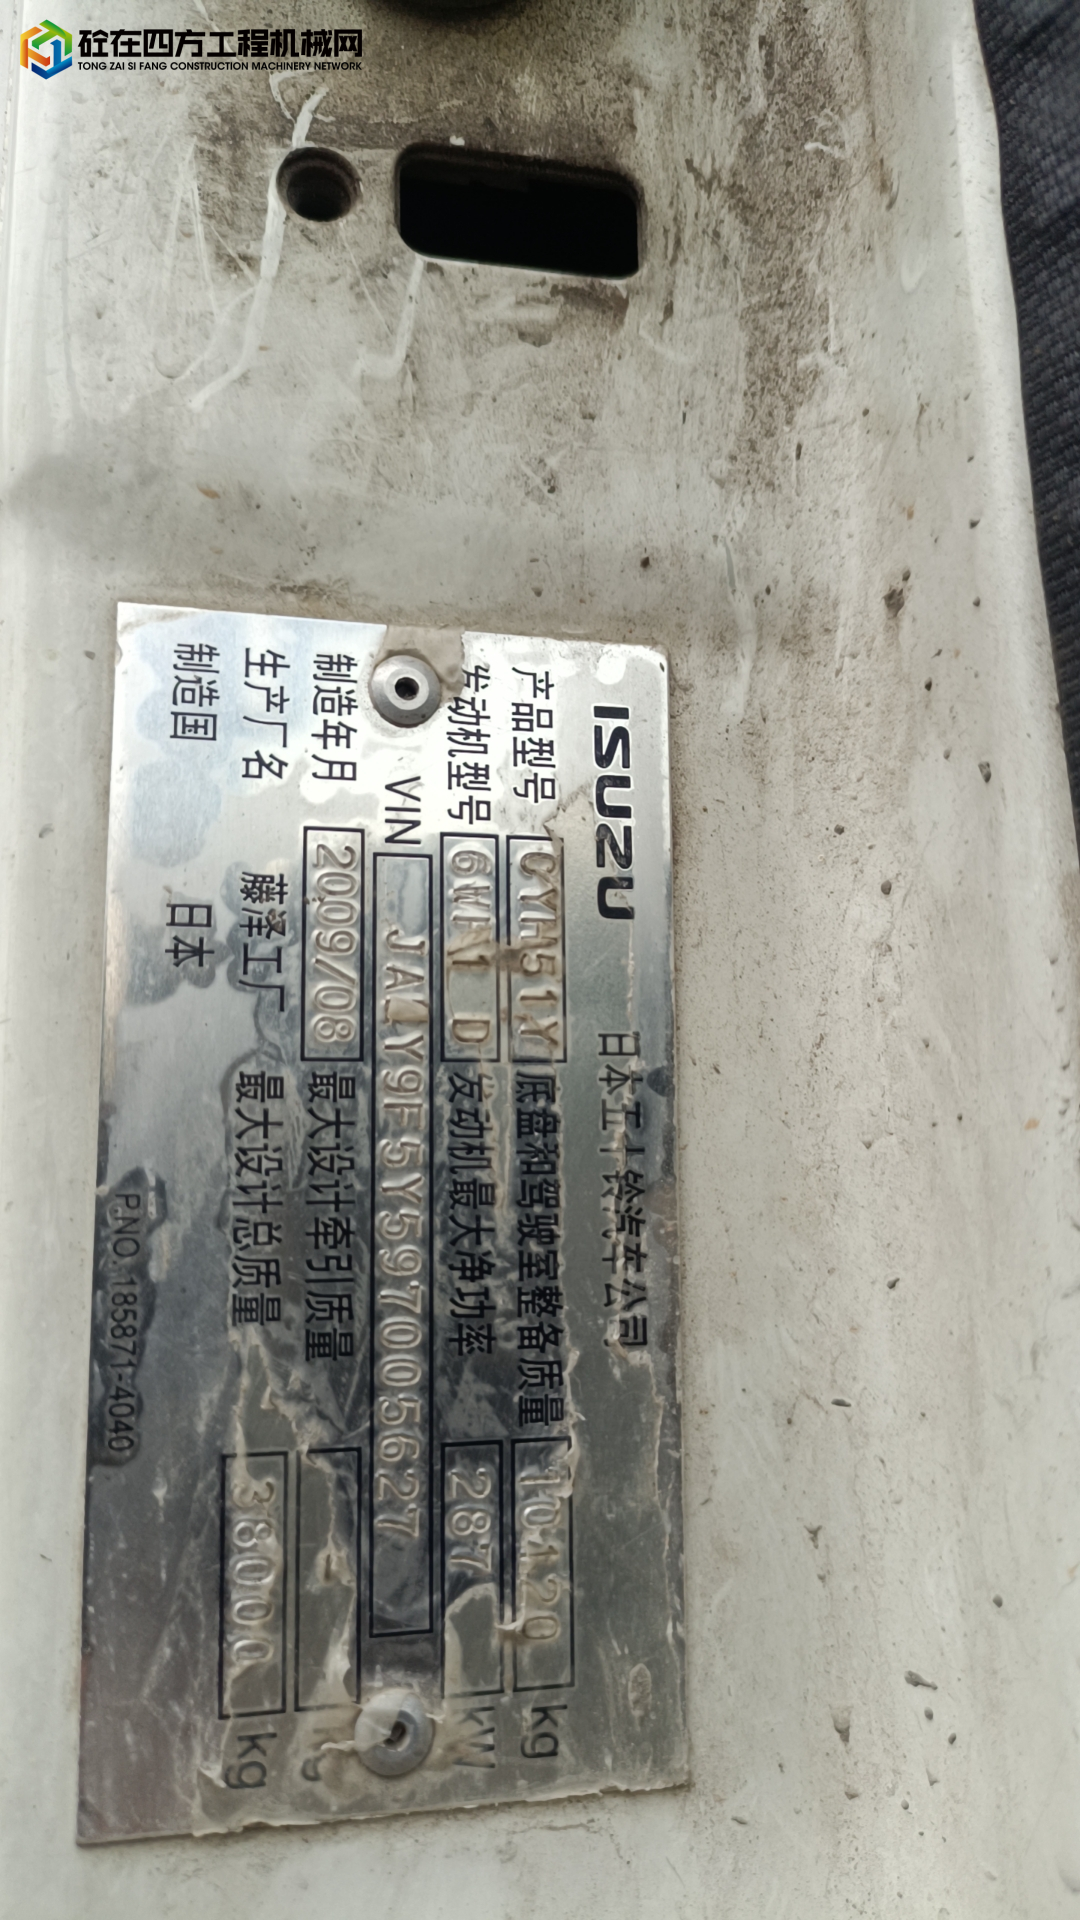 砼在四方工程机械网
TONG ZAI SI FANG CONSTRUCTION MACHINERY NETWORK
ISUZU 日本五十铃汽车公司
产品型号 CYH51Y 底盘和驾驶室整备质量 10120 kg
发动机型号 6WF1 D 发动机最大净功率 287 kW
VIN JALY9F5Y597005627
制造年月 2009/08 最大设计牵引质量 -
生产厂名 藤泽工厂 最大设计总质量 38000 kg
制造国 日本
P.NO.185871-4040